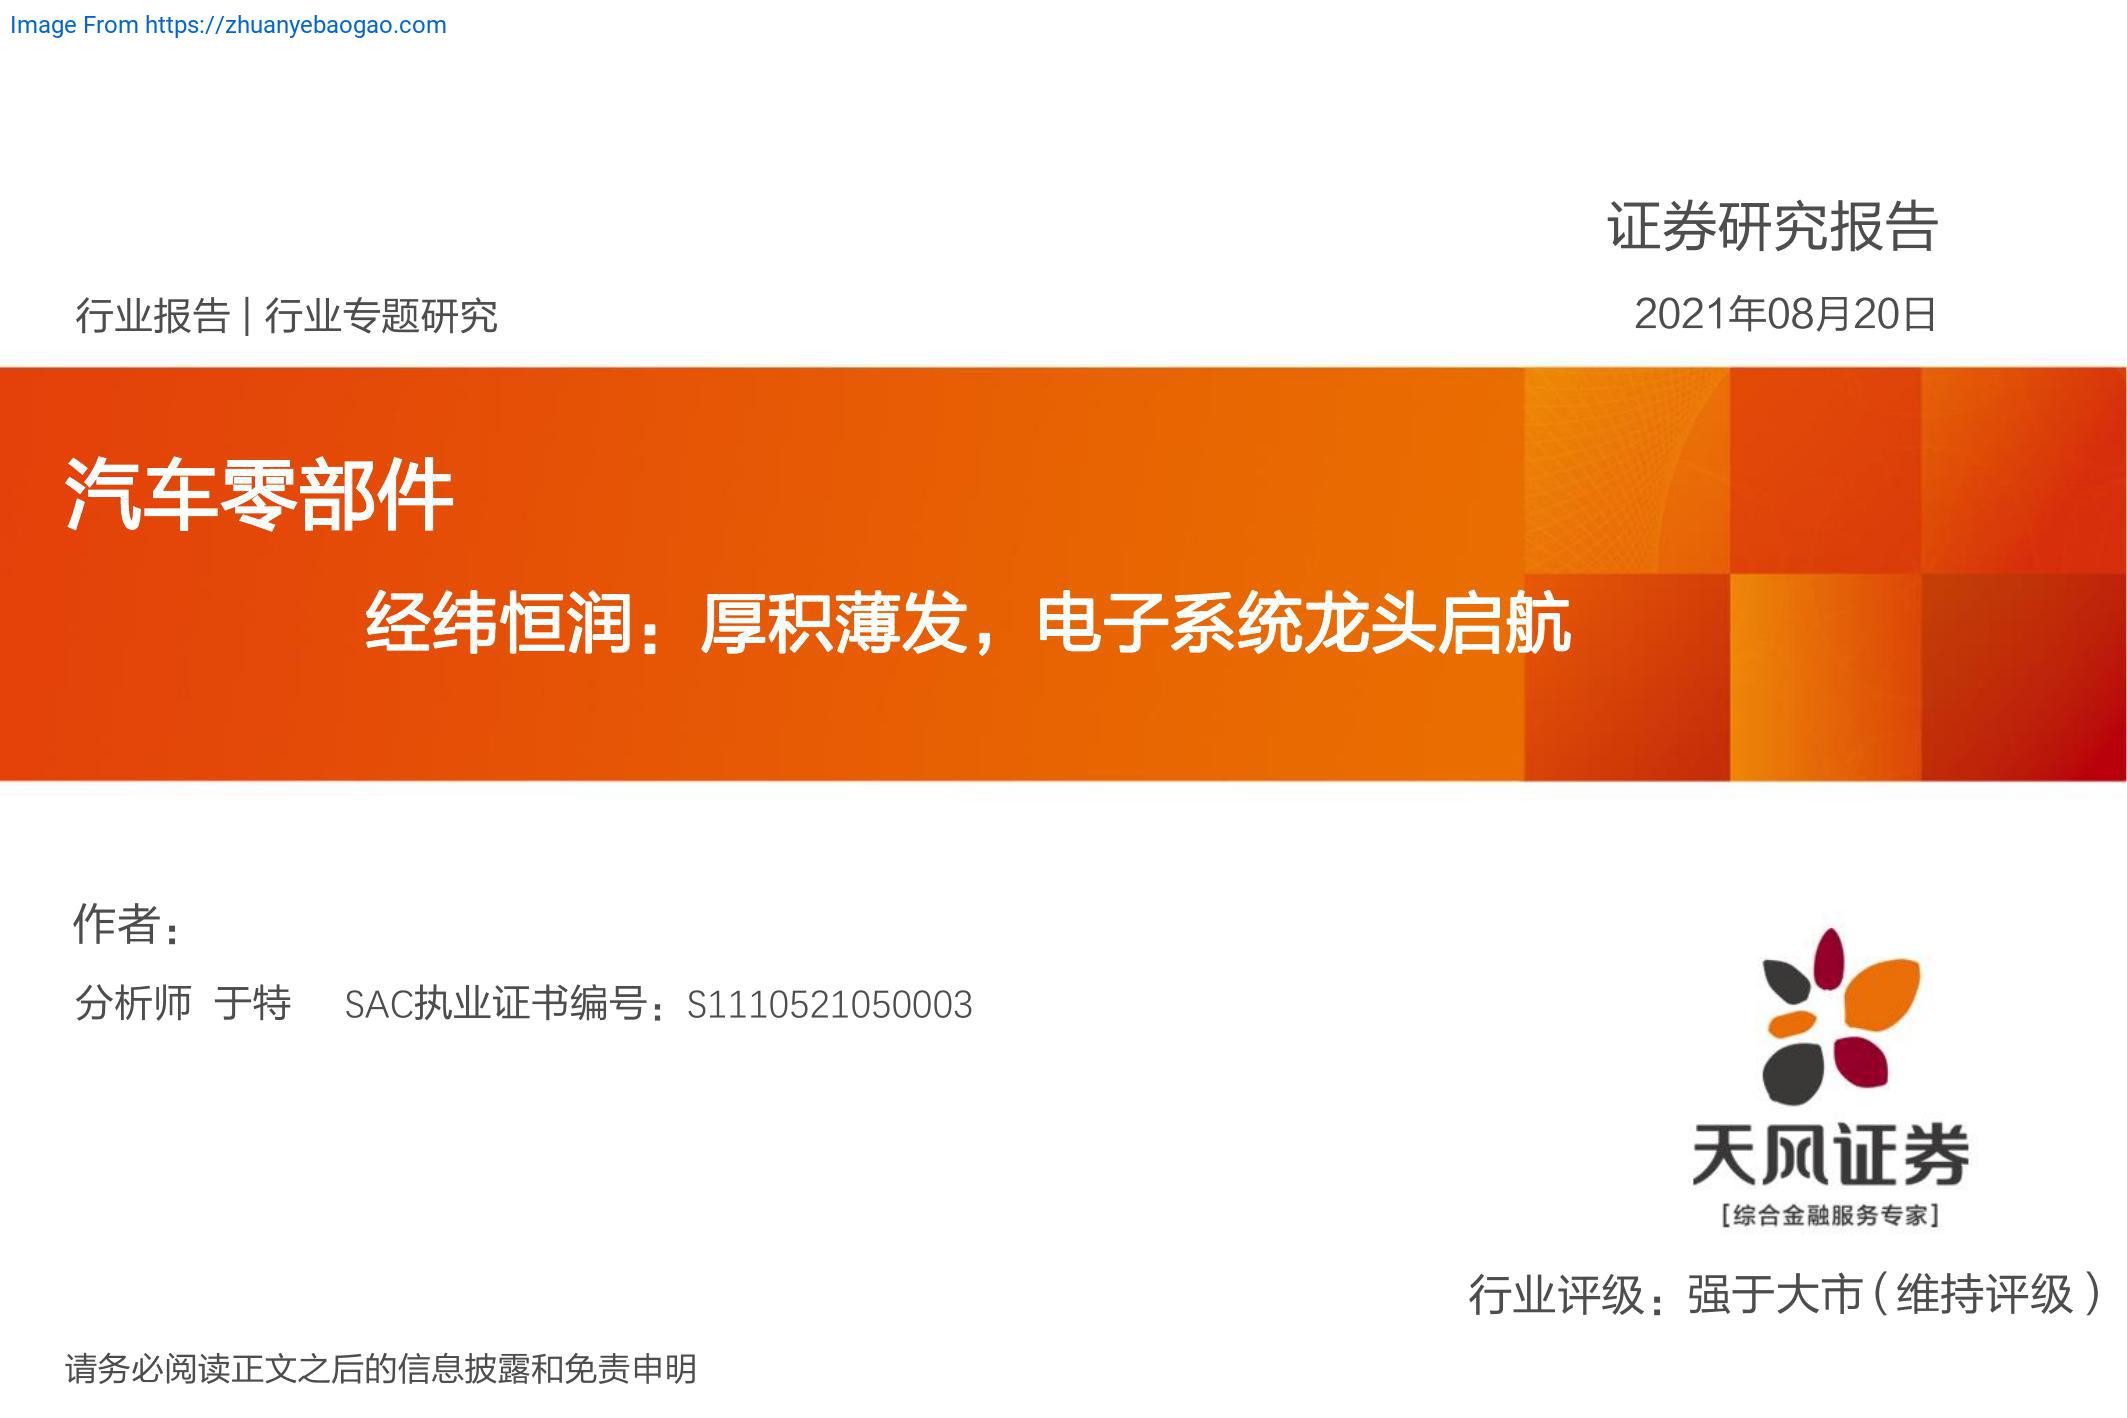 Image From https://zhuanyebaogao.com
证券研究报告
行业报告 | 行业专题研究
2021年08月20日
汽车零部件
经纬恒润：厚积薄发，电子系统龙头启航
作者：
分析师 于特 SAC执业证书编号：S1110521050003
天风证券
[综合金融服务专家]
行业评级：强于大市（维持评级）
请务必阅读正文之后的信息披露和免责申明